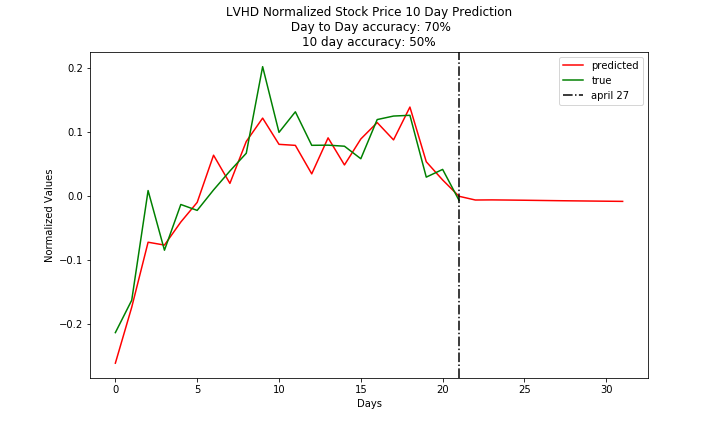 LVHD Normalized Stock Price 10 Day Prediction
Day to Day accuracy: 70%
10 day accuracy: 50%
predicted
true
april 27
Normalized Values
0.2
0.1
0.0
−0.1
−0.2
0 5 10 15 20 25 30
Days